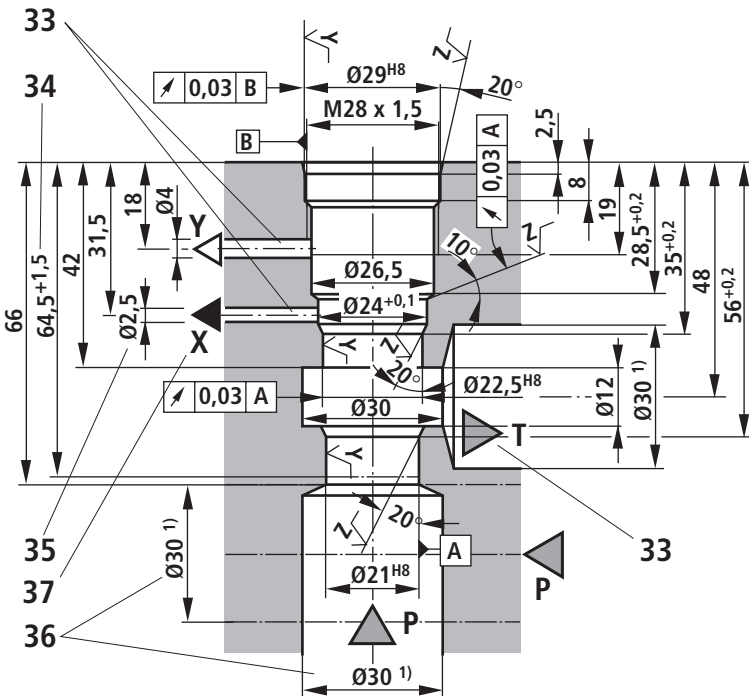 33
34
0,03 B
Ø29H8
20°
M28 x 1,5
B
0,03 A
2,5
8
Y
Z
18
Ø4
31,5
42
64,5+1,5
66
Y
Ø2,5
X
19
28,5+0,2
35+0,2
48
56+0,2
10°
Z
Ø26,5
Ø24+0,1
Y
Z
20°
Ø22,5H8
0,03 A
Ø30
Ø12
Ø30 1)
T
Y
Z
20°
35
37
36
33
A
Ø30 1)
Ø21H8
P
P
Ø30 1)